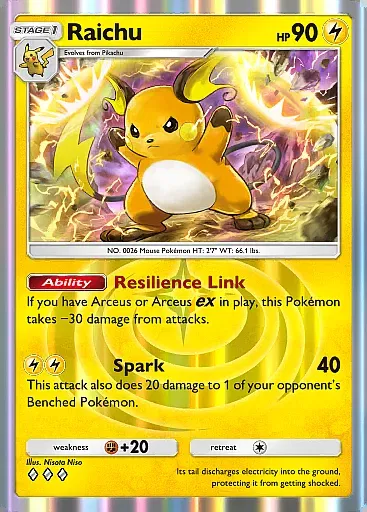 STAGE 1 Raichu HP 90
Evolves from Pikachu
NO. 0026 Mouse Pokémon HT: 2'7" WT: 66.1 lbs.
Ability Resilience Link
If you have Arceus or Arceus ex in play, this Pokémon
takes −30 damage from attacks.
Spark 40
This attack also does 20 damage to 1 of your opponent's
Benched Pokémon.
weakness +20 retreat
Illus. Nisota Niso
Its tail discharges electricity into the ground,
protecting it from getting shocked.